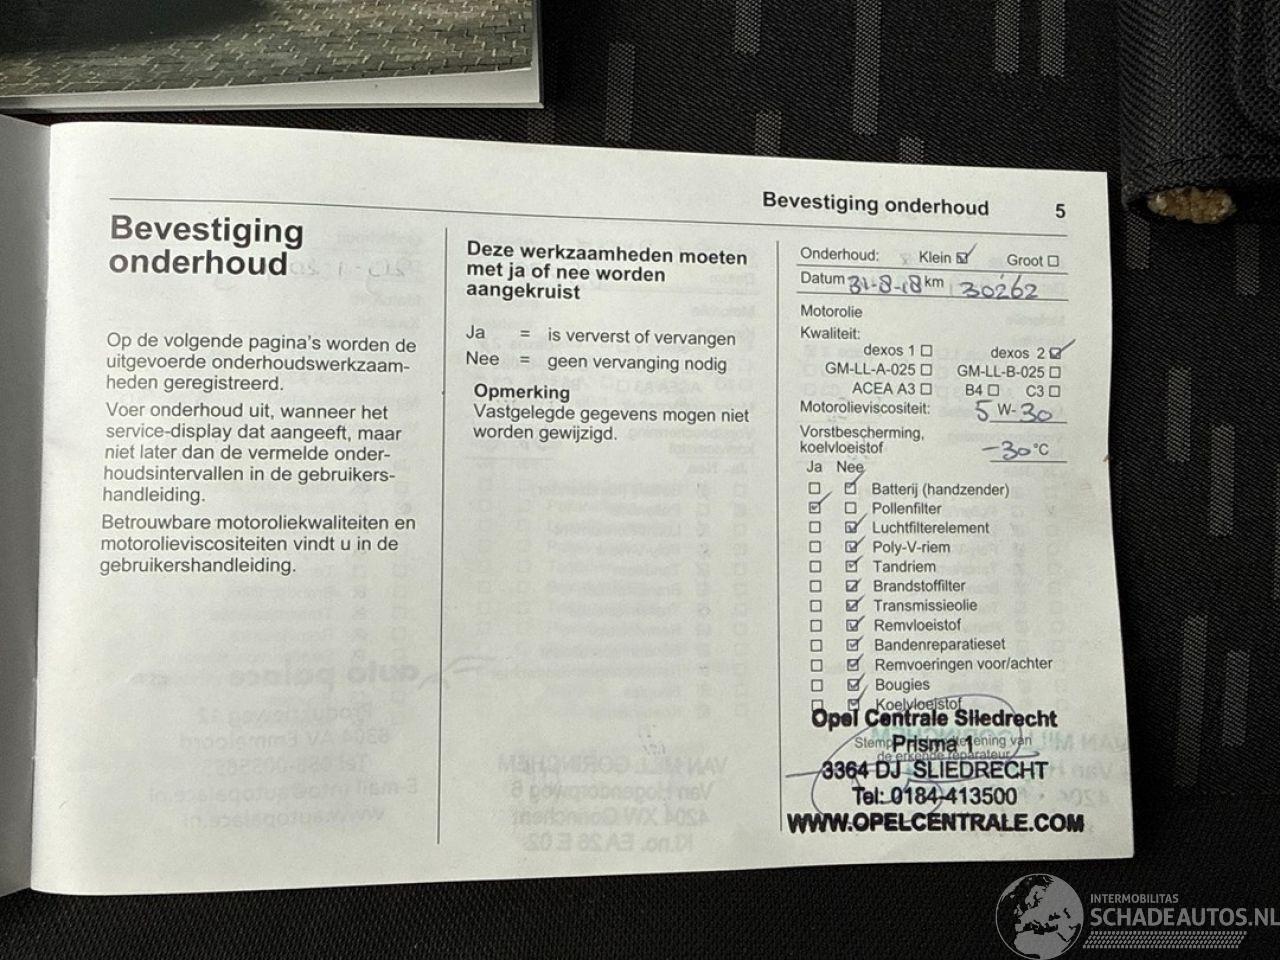 Bevestiging onderhoud 5
Bevestiging
onderhoud
Op de volgende pagina's worden de
uitgevoerde onderhoudswerkzaam-
heden geregistreerd.
Voer onderhoud uit, wanneer het
service-display dat aangeeft, maar
niet later dan de vermelde onder-
houdsintervallen in de gebruikers-
handleiding.
Betrouwbare motoroliekwaliteiten en
motorolieviscositeiten vindt u in de
gebruikershandleiding.
Deze werkzaamheden moeten
met ja of nee worden
aangekruist
Ja = is ververst of vervangen
Nee = geen vervanging nodig
Opmerking
Vastgelegde gegevens mogen niet
worden gewijzigd.
Onderhoud: Klein ☑ Groot ☐
Datum 31-8-18 km 30262
Motorolie
Kwaliteit:
dexos 1 ☐ dexos 2 ☑
GM-LL-A-025 ☐ GM-LL-B-025 ☐
ACEA A3 ☐ B4 ☐ C3 ☐
Motorolieviscositeit: 5 W-30
Vorstbescherming,
koelvloeistof -30 °C
Ja Nee
☐ ☑ Batterij (handzender)
☑ ☐ Pollenfilter
☐ ☑ Luchtfilterelement
☐ ☑ Poly-V-riem
☐ ☑ Tandriem
☐ ☑ Brandstoffilter
☐ ☑ Transmissieolie
☐ ☑ Remvloeistof
☐ ☑ Bandenreparatieset
☐ ☑ Remvoeringen voor/achter
☐ ☑ Bougies
☐ ☑ Koelvloeistof
Opel Centrale Sliedrecht
Prisma 1
de erkende reparateur
3364 DJ SLIEDRECHT
Tel: 0184-413500
WWW.OPELCENTRALE.COM
INTERMOBILITAS
SCHADEAUTOS.NL